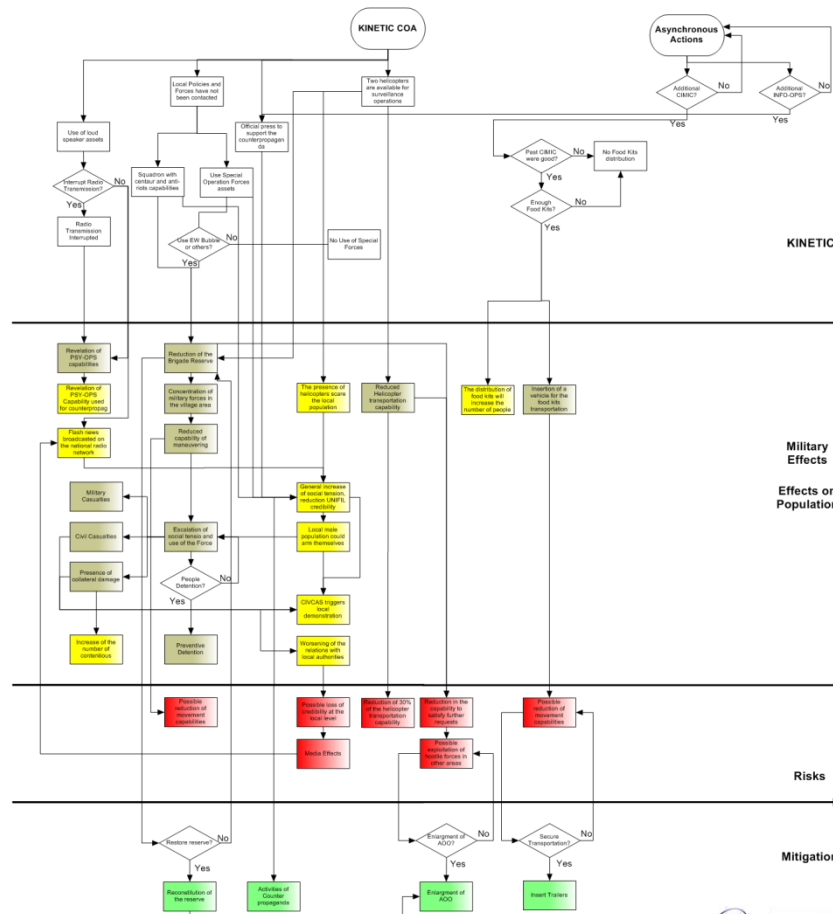 KINETIC COA
Asynchronous
Actions
Local Policies and
Forces have not
been contacted
Two helicopters
are available for
surveillance
operations
Additional
CIMIC?
No
Additional
INFO-OPS?
No
Yes
Yes
Use of loud
speaker assets
Official press to
support the
counterpropagan
da
Past CIMIC
were good?
No
No Food Kits
distribution
Yes
Squadron with
centaur and anti-
riots capabilities
Use Special
Operation Forces
assets
Interrupt Radio
Transmission?
No
Yes
Enough
Food Kits?
No
Yes
Radio
Transmission
Interrupted
Use EW Bubble
or others?
No
Yes
No Use of Special
Forces
KINETIC
Revelation of
PSY-OPS
capabilities
Reduction of the
Brigade Reserve
Revelation of
PSY-OPS
Capability used
for counterpropag
Concentration of
military forces in
the village area
The presence of
helicopters scare
the local
population
Reduced
Helicopter
transportation
capability
The distribution of
food kits will
increase the
number of people
Insertion of a
vehicle for the
food kits
transportation
Flash news
broadcasted on
the national radio
network
Reduced
capability of
maneuvering
Military
Effects
Military
Casualties
General increase
of social tension,
reduction UNIFIL
credibility
Effects on
Population
Civil Casualties
Escalation of
social tensio and
use of the Force
Local male
population could
arm themselves
Presence of
collateral damage
People
Detention?
No
Yes
CIVCAS triggers
local
demonstration
Increase of the
number of
contentious
Preventive
Detention
Worsening of the
relations with
local authorities
Possible
reduction of
movement
capabilities
Possible loss of
credibility at the
local level
Reduction of 30%
of the helicopter
transportation
capability
Reduction in the
capability to
satisfy further
requests
Possible
reduction of
movement
capabilities
Media Effects
Possible
exploitation of
hostile forces in
other areas
Risks
Restore reserve?
No
Yes
Enlargment of
AOO?
No
Yes
Secure
Transportation?
No
Yes
Mitigation
Reconstitution of
the reserve
Activities of
Counter
propaganda
Enlargment of
AOO
Insert Trailers